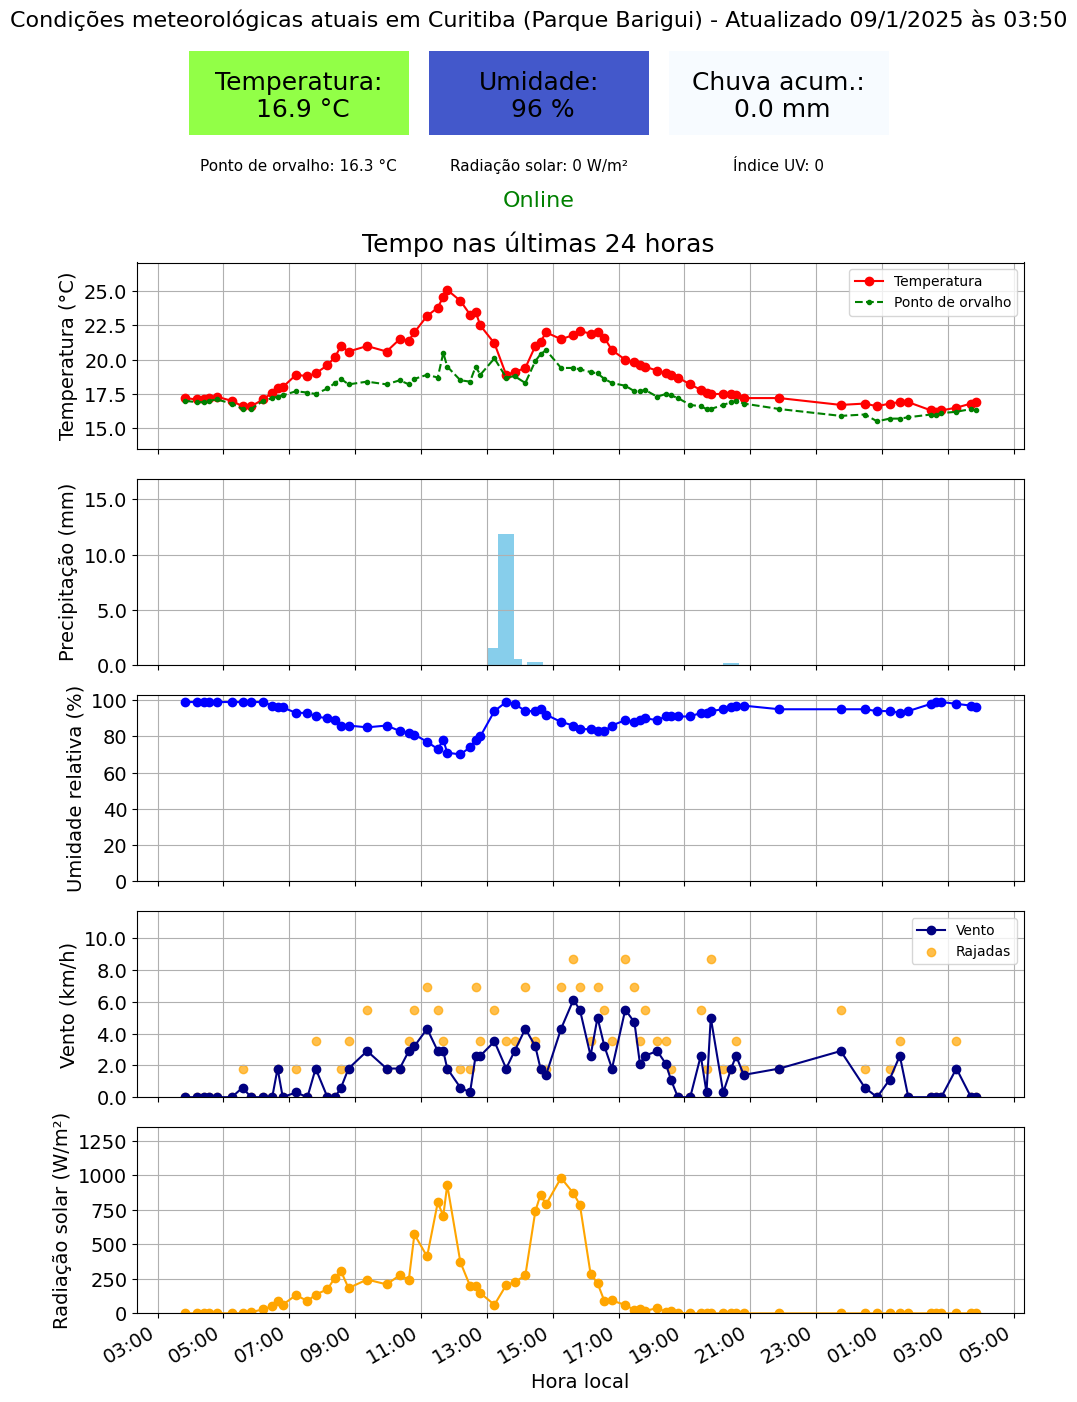 Condições meteorológicas atuais em Curitiba (Parque Barigui) - Atualizado 09/1/2025 às 03:50
Temperatura:
16.9 °C
Umidade:
96 %
Chuva acum.:
0.0 mm
Ponto de orvalho: 16.3 °C
Radiação solar: 0 W/m²
Índice UV: 0
Online
Tempo nas últimas 24 horas
Temperatura (°C)
25.0
22.5
20.0
17.5
15.0
Temperatura
Ponto de orvalho
Precipitação (mm)
15.0
10.0
5.0
0.0
Umidade relativa (%)
100
80
60
40
20
0
Vento (km/h)
10.0
8.0
6.0
4.0
2.0
0.0
Vento
Rajadas
Radiação solar (W/m²)
1250
1000
750
500
250
0
03:00
05:00
07:00
09:00
11:00
13:00
15:00
17:00
19:00
21:00
23:00
01:00
03:00
05:00
Hora local